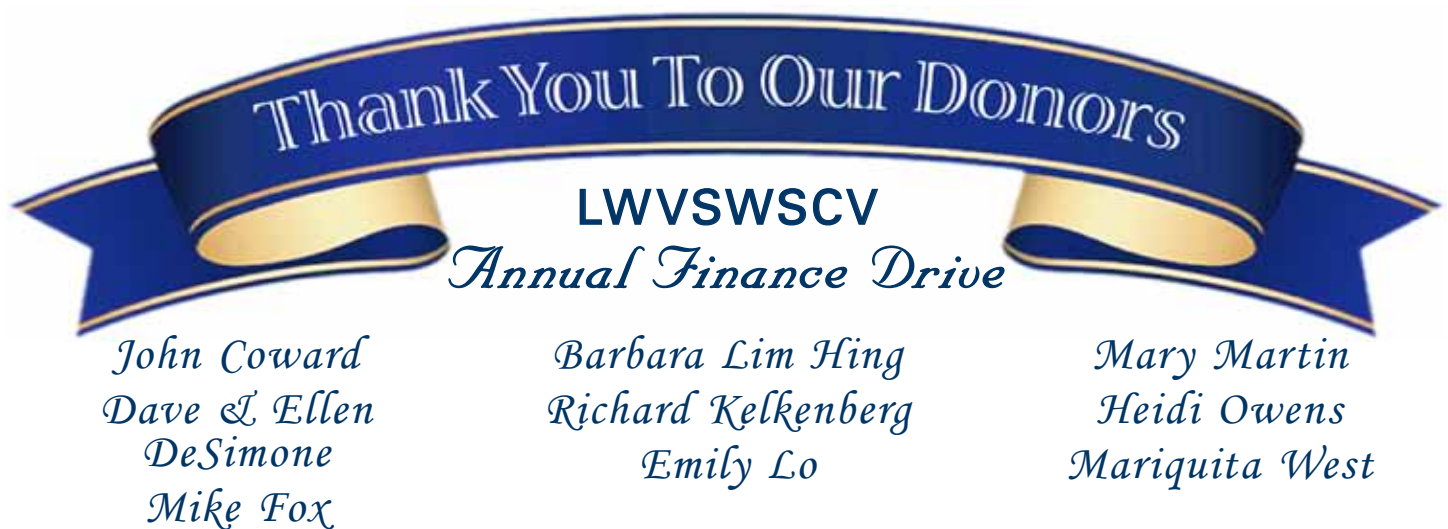 Thank You To Our Donors
LWVSWSCV
Annual Finance Drive
John Coward
Dave & Ellen
DeSimone
Mike Fox
Barbara Lim Hing
Richard Kelkenberg
Emily Lo
Mary Martin
Heidi Owens
Mariquita West